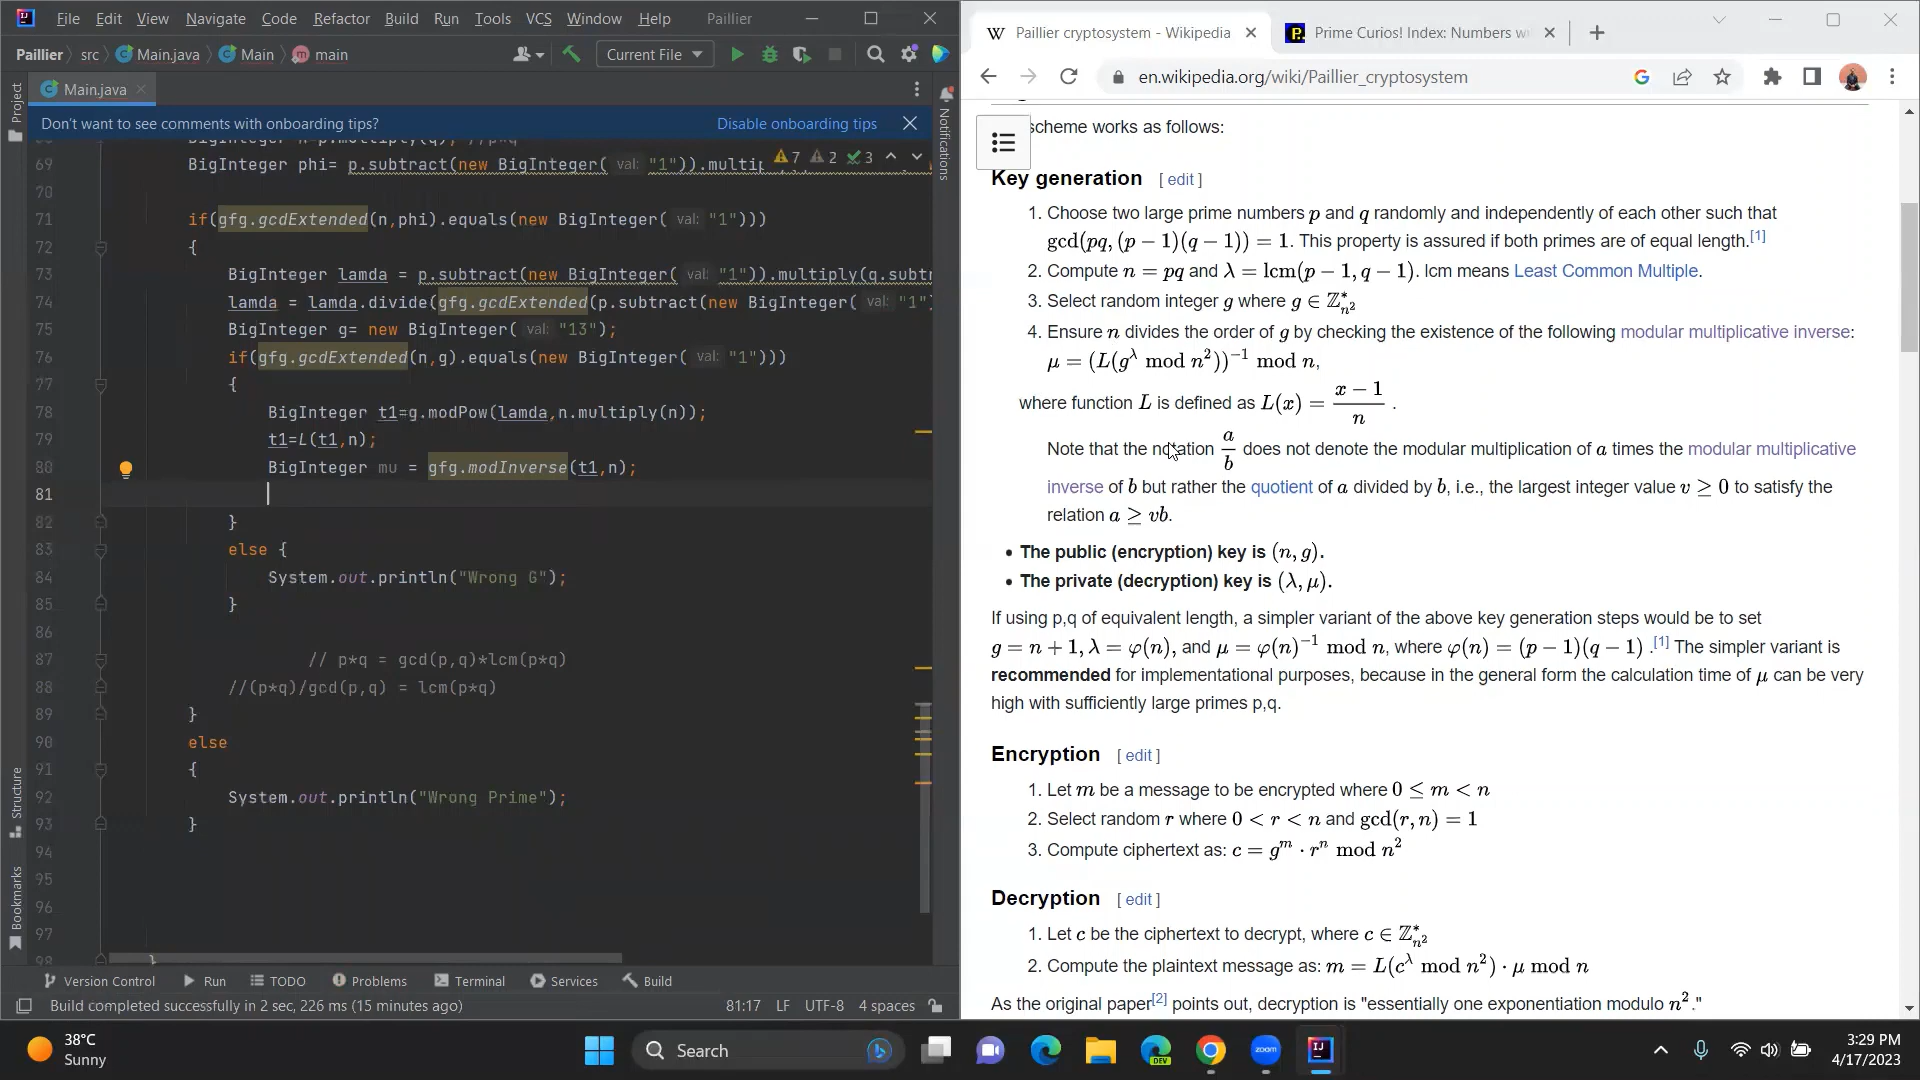 File Edit View Navigate Code Refactor Build Run Tools VCS Window Help Paillier
Paillier src Main.java Main main Current File
Main.java
Don't want to see comments with onboarding tips? Disable onboarding tips
69 BigInteger phi= p.subtract(new BigInteger( val: "1")).multip 7 2 3
70
71 if(gfg.gcdExtended(n,phi).equals(new BigInteger( val: "1")))
72 {
73 BigInteger lamda = p.subtract(new BigInteger( val: "1")).multiply(q.subtr
74 lamda = lamda.divide(gfg.gcdExtended(p.subtract(new BigInteger( val: "1")
75 BigInteger g= new BigInteger( val: "13");
76 if(gfg.gcdExtended(n,g).equals(new BigInteger( val: "1")))
77 {
78 BigInteger t1=g.modPow(lamda,n.multiply(n));
79 t1=L(t1,n);
80 BigInteger mu = gfg.modInverse(t1,n);
81
82 }
83 else {
84 System.out.println("Wrong G");
85 }
86
87 // p*q = gcd(p,q)*lcm(p*q)
88 //(p*q)/gcd(p,q) = lcm(p*q)
89 }
90 else
91 {
92 System.out.println("Wrong Prime");
93 }
94
95
96
97
98 }
Project
Structure
Bookmarks
Notifications
Version Control Run TODO Problems Terminal Services Build
Build completed successfully in 2 sec, 226 ms (15 minutes ago) 81:17 LF UTF-8 4 spaces
Paillier cryptosystem - Wikipedia Prime Curios! Index: Numbers wi
en.wikipedia.org/wiki/Paillier_cryptosystem
scheme works as follows:
Key generation [ edit ]
1. Choose two large prime numbers p and q randomly and independently of each other such that
gcd(pq, (p − 1)(q − 1)) = 1. This property is assured if both primes are of equal length.[1]
2. Compute n = pq and λ = lcm(p − 1, q − 1). lcm means Least Common Multiple.
3. Select random integer g where g ∈ ℤ*ₙ²
4. Ensure n divides the order of g by checking the existence of the following modular multiplicative inverse:
μ = (L(g^λ mod n²))⁻¹ mod n,
where function L is defined as L(x) = (x − 1)/n .
Note that the notation a/b does not denote the modular multiplication of a times the modular multiplicative
inverse of b but rather the quotient of a divided by b, i.e., the largest integer value v ≥ 0 to satisfy the
relation a ≥ vb.
• The public (encryption) key is (n, g).
• The private (decryption) key is (λ, μ).
If using p,q of equivalent length, a simpler variant of the above key generation steps would be to set
g = n + 1, λ = φ(n), and μ = φ(n)⁻¹ mod n, where φ(n) = (p − 1)(q − 1) .[1] The simpler variant is
recommended for implementational purposes, because in the general form the calculation time of μ can be very
high with sufficiently large primes p,q.
Encryption [ edit ]
1. Let m be a message to be encrypted where 0 ≤ m < n
2. Select random r where 0 < r < n and gcd(r, n) = 1
3. Compute ciphertext as: c = g^m · r^n mod n²
Decryption [ edit ]
1. Let c be the ciphertext to decrypt, where c ∈ ℤ*ₙ²
2. Compute the plaintext message as: m = L(c^λ mod n²) · μ mod n
As the original paper[2] points out, decryption is "essentially one exponentiation modulo n²."
38°C
Sunny
Search
DEV
zoom
3:29 PM
4/17/2023